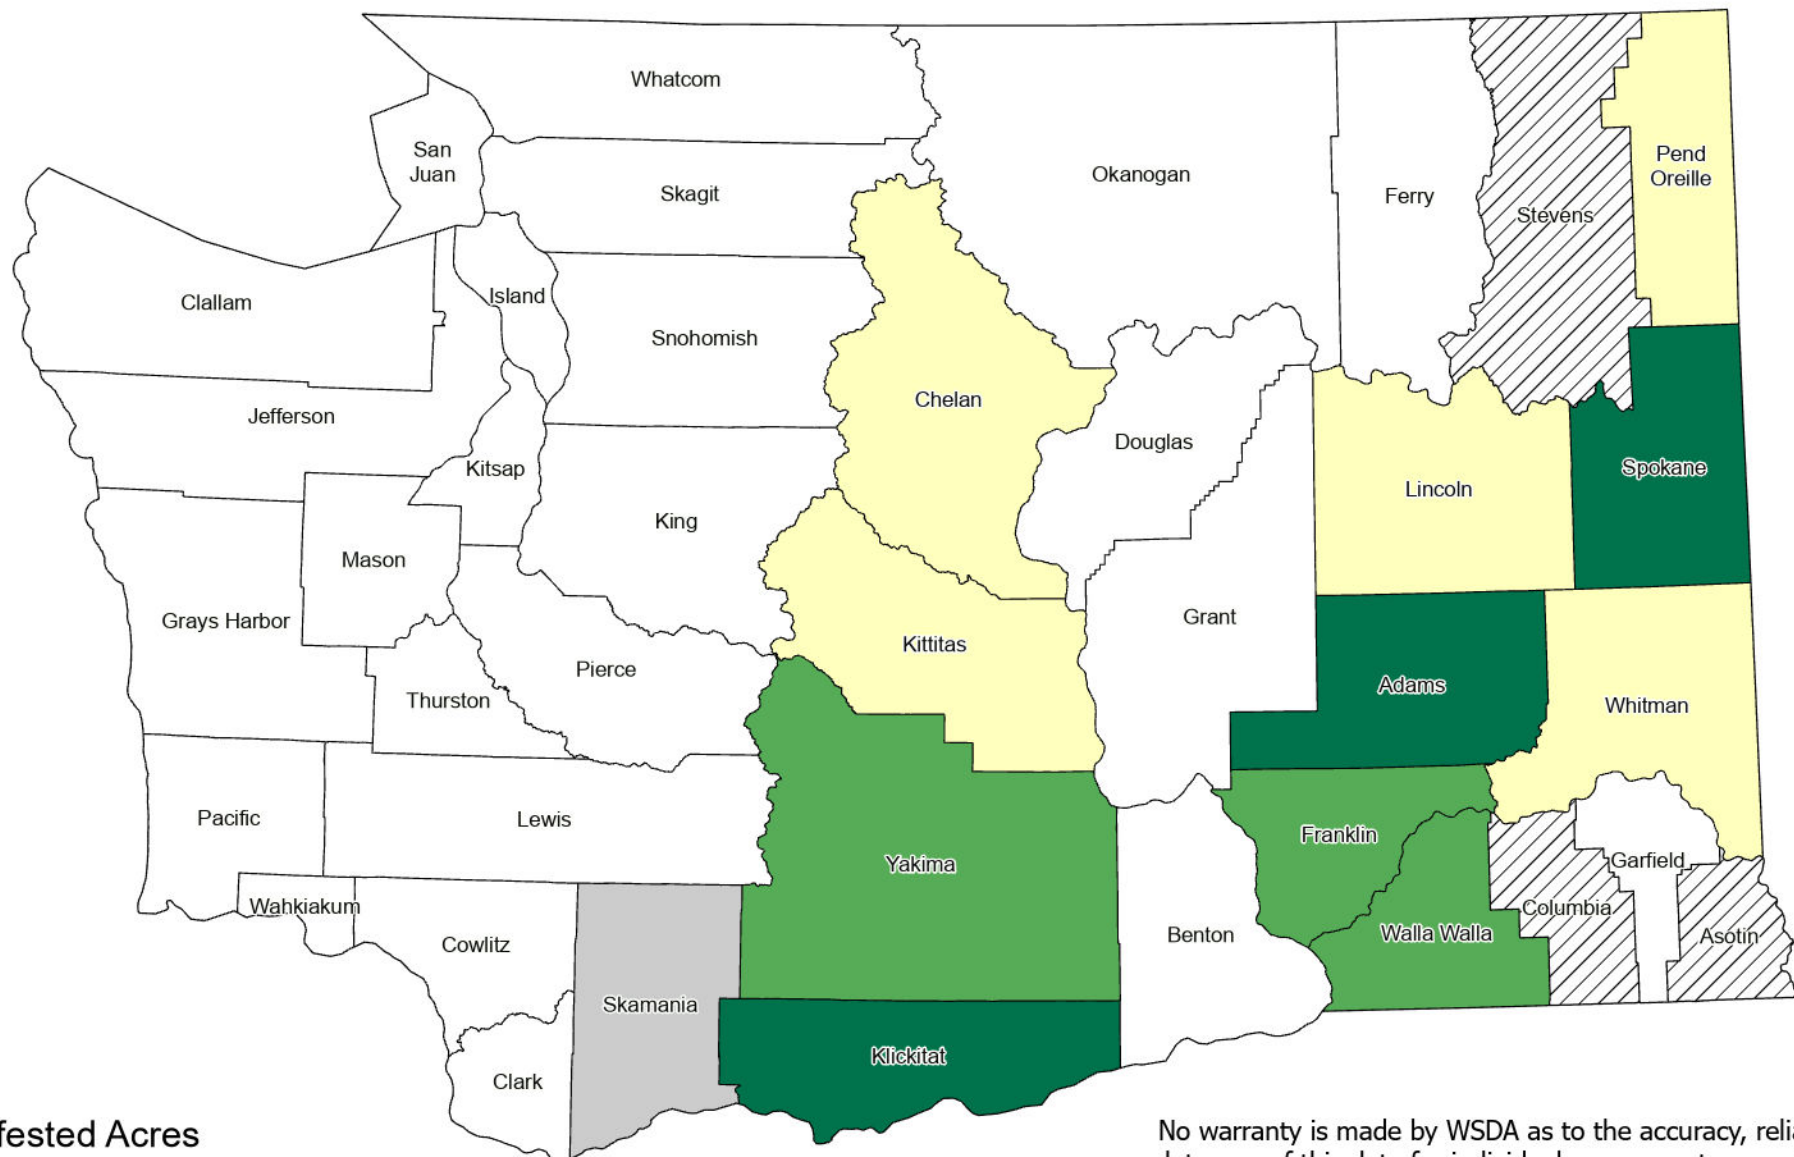 Whatcom
San
Juan
Skagit
Okanogan
Ferry
Stevens
Pend
Oreille
Clallam
Island
Snohomish
Chelan
Jefferson
Kitsap
Douglas
Lincoln
Spokane
King
Mason
Grays Harbor
Kittitas
Grant
Pierce
Thurston
Adams
Whitman
Pacific
Lewis
Yakima
Franklin
Garfield
Wahkiakum
Columbia
Cowlitz
Benton
Walla Walla
Asotin
Skamania
Klickitat
Clark
fested Acres
No warranty is made by WSDA as to the accuracy, relia